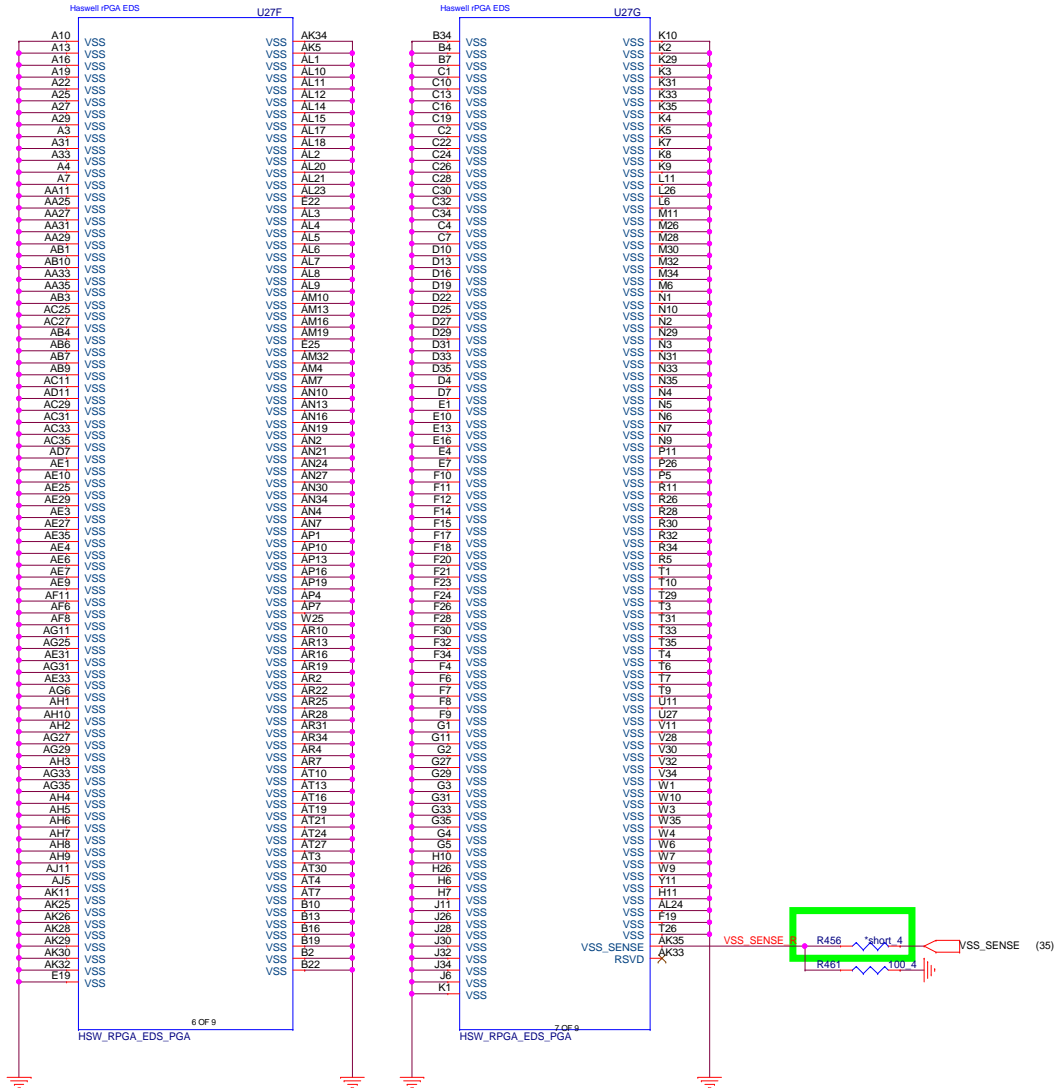 Haswell rPGA EDS
U27F
A10 VSS VSS AK34
A13 VSS VSS AK5
A16 VSS VSS AL1
A19 VSS VSS AL10
A22 VSS VSS AL11
A25 VSS VSS AL12
A27 VSS VSS AL14
A29 VSS VSS AL15
A3 VSS VSS AL17
A31 VSS VSS AL18
A33 VSS VSS AL2
A4 VSS VSS AL20
A7 VSS VSS AL21
AA11 VSS VSS AL23
AA25 VSS VSS E22
AA27 VSS VSS AL3
AA31 VSS VSS AL4
AA29 VSS VSS AL5
AB1 VSS VSS AL6
AB10 VSS VSS AL7
AA33 VSS VSS AL8
AA35 VSS VSS AL9
AB3 VSS VSS AM10
AC25 VSS VSS AM13
AC27 VSS VSS AM16
AB4 VSS VSS AM19
AB6 VSS VSS E25
AB7 VSS VSS AM32
AB9 VSS VSS AM4
AC11 VSS VSS AM7
AD11 VSS VSS AN10
AC29 VSS VSS AN13
AC31 VSS VSS AN16
AC33 VSS VSS AN19
AC35 VSS VSS AN2
AD7 VSS VSS AN21
AE1 VSS VSS AN24
AE10 VSS VSS AN27
AE25 VSS VSS AN30
AE29 VSS VSS AN34
AE3 VSS VSS AN4
AE27 VSS VSS AN7
AE35 VSS VSS AP1
AE4 VSS VSS AP10
AE6 VSS VSS AP13
AE7 VSS VSS AP16
AE9 VSS VSS AP19
AF11 VSS VSS AP4
AF6 VSS VSS AP7
AF8 VSS VSS W25
AG11 VSS VSS AR10
AG25 VSS VSS AR13
AE31 VSS VSS AR16
AG31 VSS VSS AR19
AE33 VSS VSS AR2
AG6 VSS VSS AR22
AH1 VSS VSS AR25
AH10 VSS VSS AR28
AH2 VSS VSS AR31
AG27 VSS VSS AR34
AG29 VSS VSS AR4
AH3 VSS VSS AR7
AG33 VSS VSS AT10
AG35 VSS VSS AT13
AH4 VSS VSS AT16
AH5 VSS VSS AT19
AH6 VSS VSS AT21
AH7 VSS VSS AT24
AH8 VSS VSS AT27
AH9 VSS VSS AT3
AJ11 VSS VSS AT30
AJ5 VSS VSS AT4
AK11 VSS VSS AT7
AK25 VSS VSS B10
AK26 VSS VSS B13
AK28 VSS VSS B16
AK29 VSS VSS B19
AK30 VSS VSS B2
AK32 VSS VSS B22
E19 VSS
6 OF 9
HSW_RPGA_EDS_PGA
Haswell rPGA EDS
U27G
B34 VSS VSS K10
B4 VSS VSS K2
B7 VSS VSS K29
C1 VSS VSS K3
C10 VSS VSS K31
C13 VSS VSS K33
C16 VSS VSS K35
C19 VSS VSS K4
C2 VSS VSS K5
C22 VSS VSS K7
C24 VSS VSS K8
C26 VSS VSS K9
C28 VSS VSS L11
C30 VSS VSS L26
C32 VSS VSS L6
C34 VSS VSS M11
C4 VSS VSS M26
C7 VSS VSS M28
D10 VSS VSS M30
D13 VSS VSS M32
D16 VSS VSS M34
D19 VSS VSS M6
D22 VSS VSS N1
D25 VSS VSS N10
D27 VSS VSS N2
D29 VSS VSS N29
D31 VSS VSS N3
D33 VSS VSS N31
D35 VSS VSS N33
D4 VSS VSS N35
D7 VSS VSS N4
E1 VSS VSS N5
E10 VSS VSS N6
E13 VSS VSS N7
E16 VSS VSS N9
E4 VSS VSS P11
E7 VSS VSS P26
F10 VSS VSS P5
F11 VSS VSS R11
F12 VSS VSS R26
F14 VSS VSS R28
F15 VSS VSS R30
F17 VSS VSS R32
F18 VSS VSS R34
F20 VSS VSS R5
F21 VSS VSS T1
F23 VSS VSS T10
F24 VSS VSS T29
F26 VSS VSS T3
F28 VSS VSS T31
F30 VSS VSS T33
F32 VSS VSS T35
F34 VSS VSS T4
F4 VSS VSS T6
F6 VSS VSS T7
F7 VSS VSS T9
F8 VSS VSS U11
F9 VSS VSS U27
G1 VSS VSS V11
G11 VSS VSS V28
G2 VSS VSS V30
G27 VSS VSS V32
G29 VSS VSS V34
G3 VSS VSS W1
G31 VSS VSS W10
G33 VSS VSS W3
G35 VSS VSS W35
G4 VSS VSS W4
G5 VSS VSS W6
H10 VSS VSS W7
H26 VSS VSS W9
H6 VSS VSS Y11
H7 VSS VSS H11
J11 VSS VSS AL24
J26 VSS VSS F19
J28 VSS VSS T26
J30 VSS VSS_SENSE AK35 VSS_SENSE_R R456 *short_4 VSS_SENSE (35)
J32 VSS RSVD AK33
J34 VSS R461 100_4
J6 VSS
K1 VSS
7 OF 9
HSW_RPGA_EDS_PGA